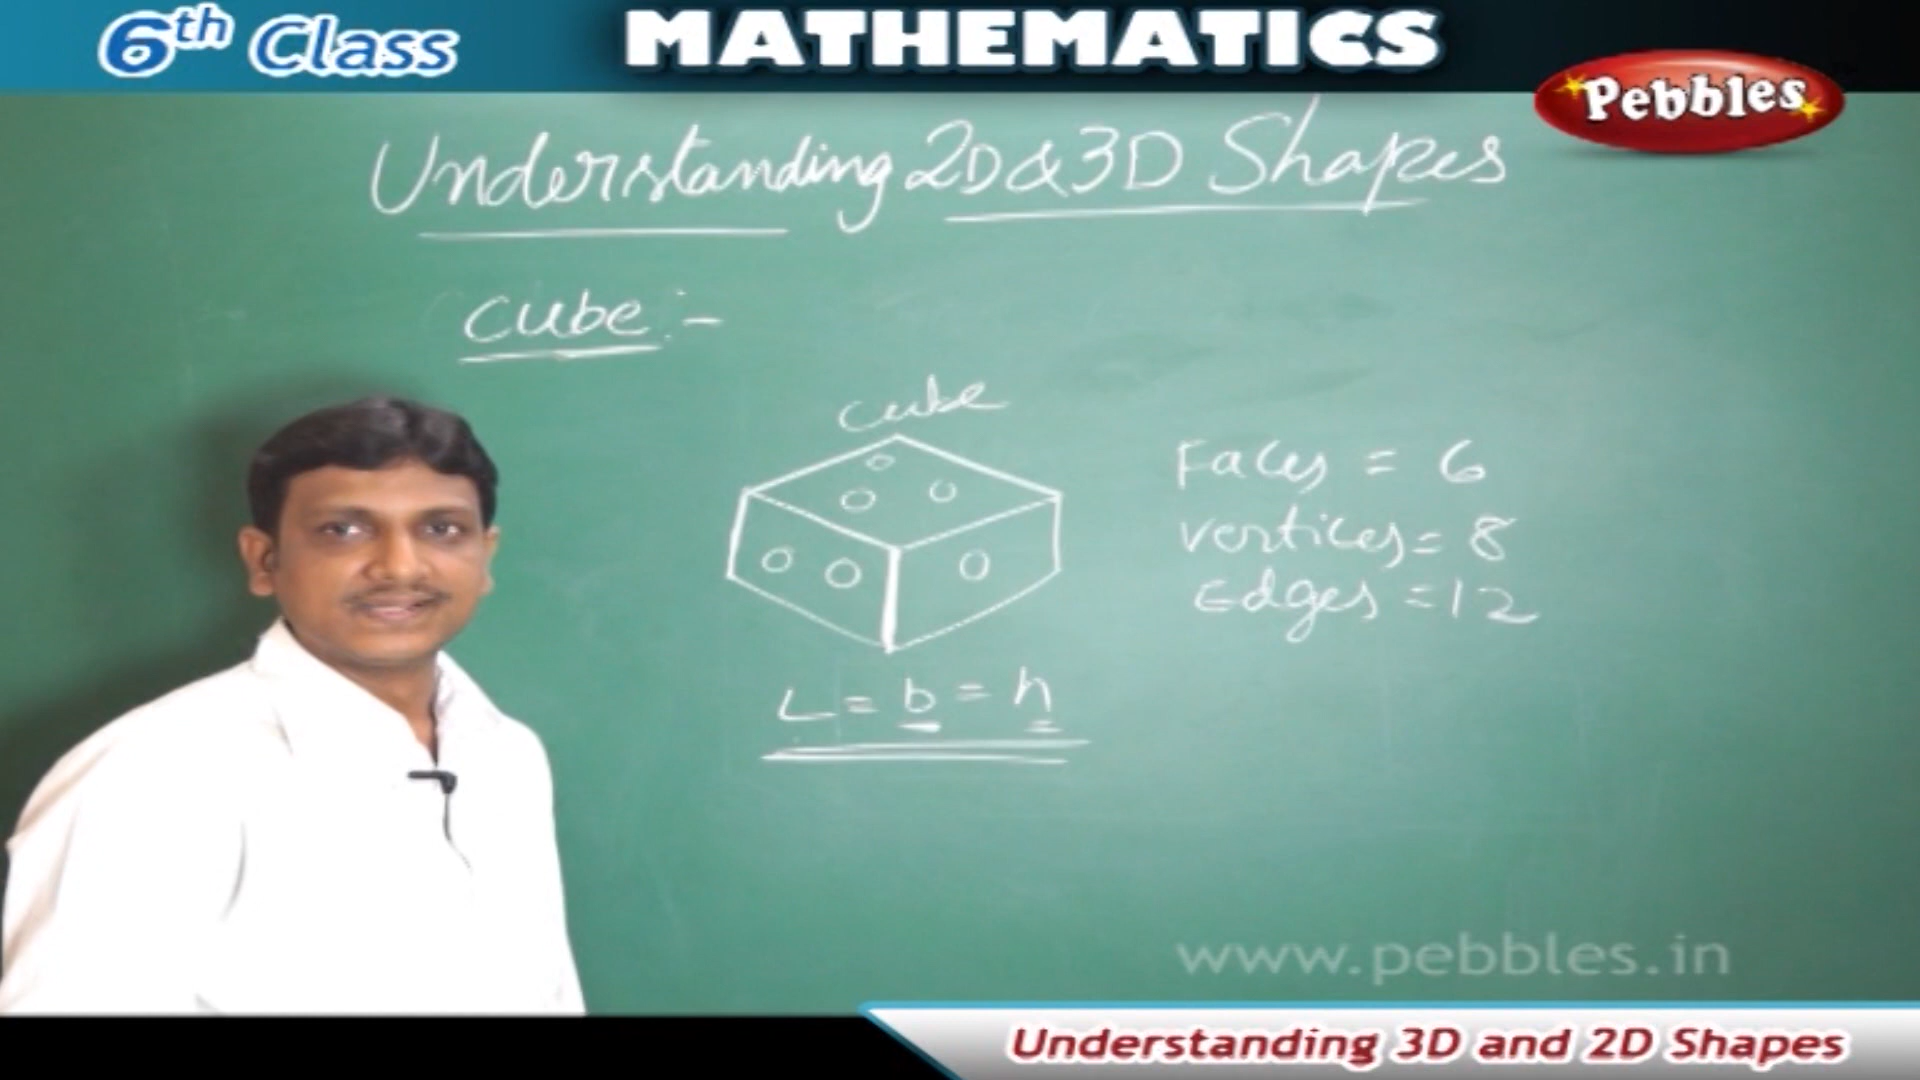 6th Class
MATHEMATICS
Pebbles
Understanding 2D & 3D Shapes
Cube :-
cube
Faces = 6
vertices = 8
Edges = 12
L = b = h
www.pebbles.in
Understanding 3D and 2D Shapes